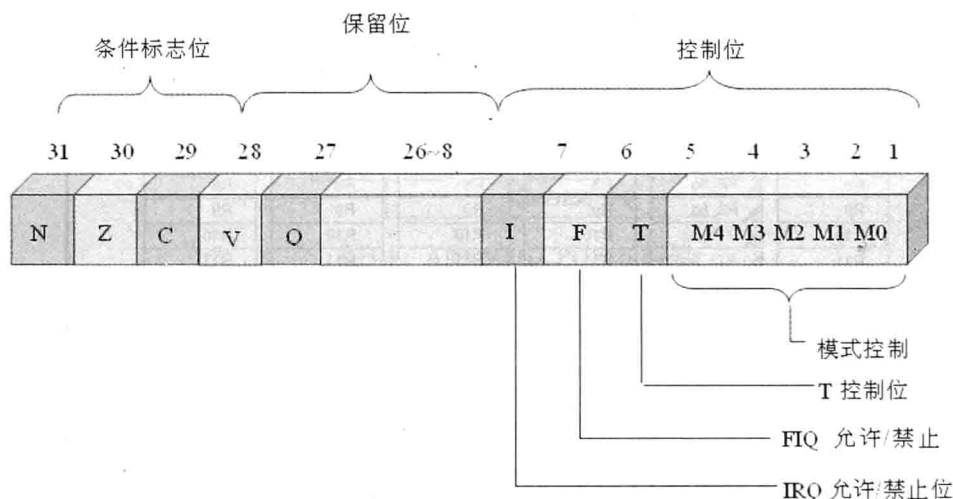 保留位
条件标志位
控制位
31 30 29 28 27 26~8 7 6 5 4 3 2 1
N Z C V Q I F T M4 M3 M2 M1 M0
模式控制
T 控制位
FIQ 允许/禁止
IRQ 允许/禁止位